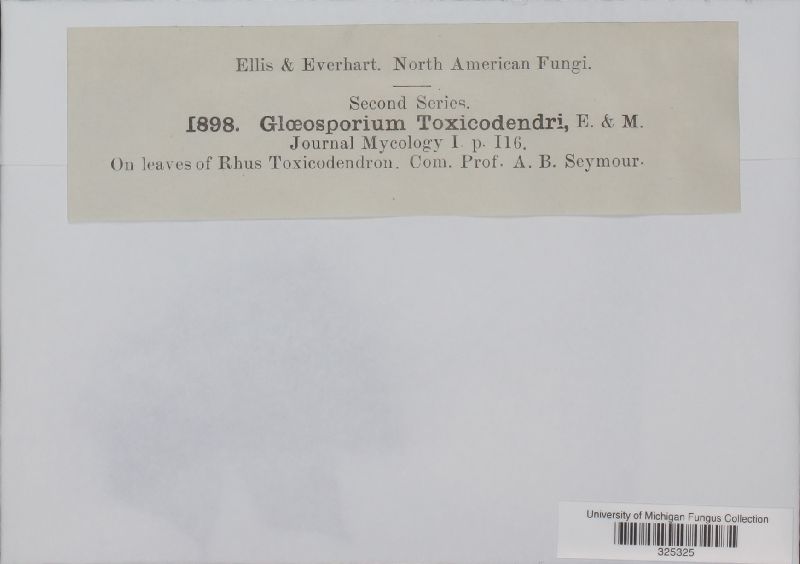 Ellis & Everhart. North American Fungi.
Second Series.
1898. Glœosporium Toxicodendri, E. & M.
Journal Mycology I. p. 116.
On leaves of Rhus Toxicodendron. Com. Prof. A. B. Seymour.
University of Michigan Fungus Collection
325325